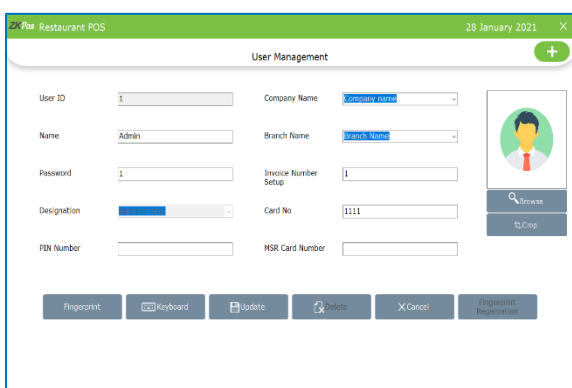 ZKPos Restaurant POS 28 January 2021 X
User Management
User ID 1 Company Name Company name
Name Admin Branch Name Branch Name
Password 1 Invoice Number Setup 1
Designation Card No 1111
PIN Number MSR Card Number
Browse
Crop
Fingerprint Keyboard Update Delete Cancel Fingerprint Registration